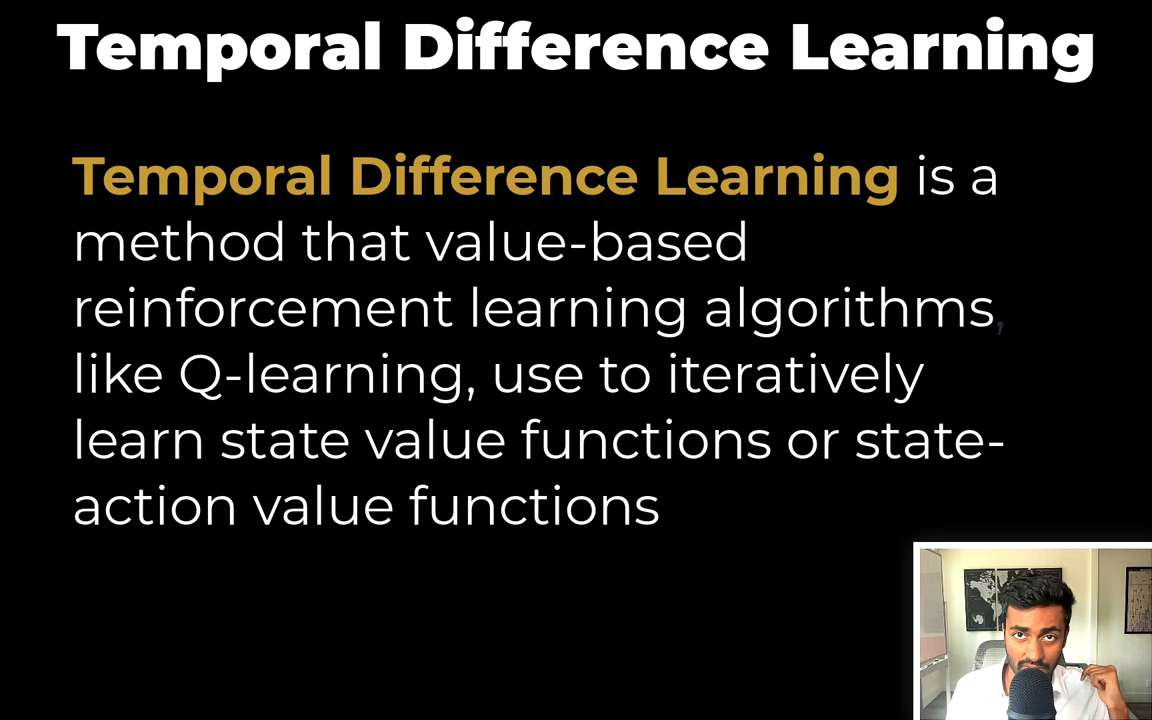 Temporal Difference Learning
Temporal Difference Learning is a
method that value-based
reinforcement learning algorithms,
like Q-learning, use to iteratively
learn state value functions or state-
action value functions